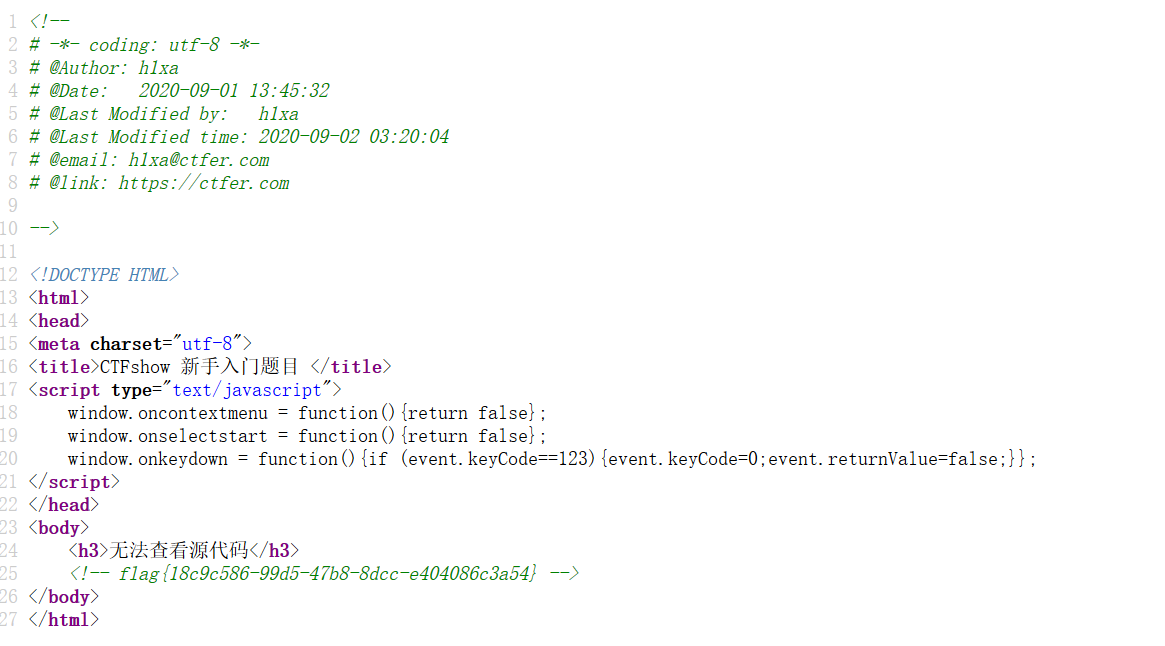 1 <!--
2 # -*- coding: utf-8 -*-
3 # @Author: h1xa
4 # @Date:   2020-09-01 13:45:32
5 # @Last Modified by:   h1xa
6 # @Last Modified time: 2020-09-02 03:20:04
7 # @email: h1xa@ctfer.com
8 # @link: https://ctfer.com
9
10 -->
11
12 <!DOCTYPE HTML>
13 <html>
14 <head>
15 <meta charset="utf-8">
16 <title>CTFshow 新手入门题目 </title>
17 <script type="text/javascript">
18     window.oncontextmenu = function(){return false};
19     window.onselectstart = function(){return false};
20     window.onkeydown = function(){if (event.keyCode==123){event.keyCode=0;event.returnValue=false;}};
21 </script>
22 </head>
23 <body>
24     <h3>无法查看源代码</h3>
25     <!-- flag{18c9c586-99d5-47b8-8dcc-e404086c3a54} -->
26 </body>
27 </html>